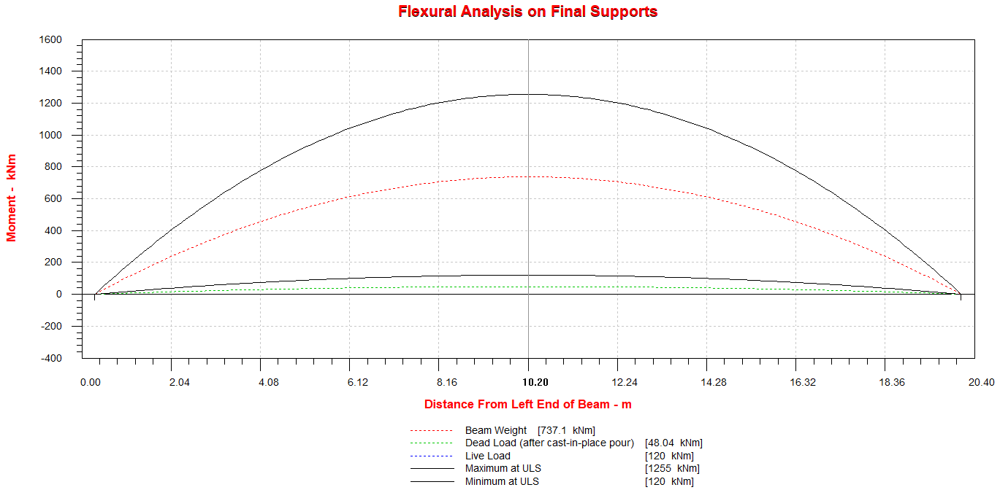 Flexural Analysis on Final Supports
1600
1400
1200
1000
800
600
400
200
0
-200
-400
Moment - kNm
0.00 2.04 4.08 6.12 8.16 10.20 12.24 14.28 16.32 18.36 20.40
Distance From Left End of Beam - m
Beam Weight [737.1 kNm]
Dead Load (after cast-in-place pour) [48.04 kNm]
Live Load [120 kNm]
Maximum at ULS [1255 kNm]
Minimum at ULS [120 kNm]